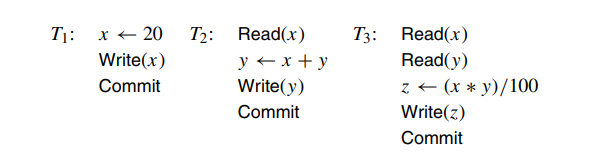 T1: x ← 20 T2: Read(x) T3: Read(x)
Write(x) y ← x + y Read(y)
Commit Write(y) z ← (x ∗ y)/100
Commit Write(z)
Commit